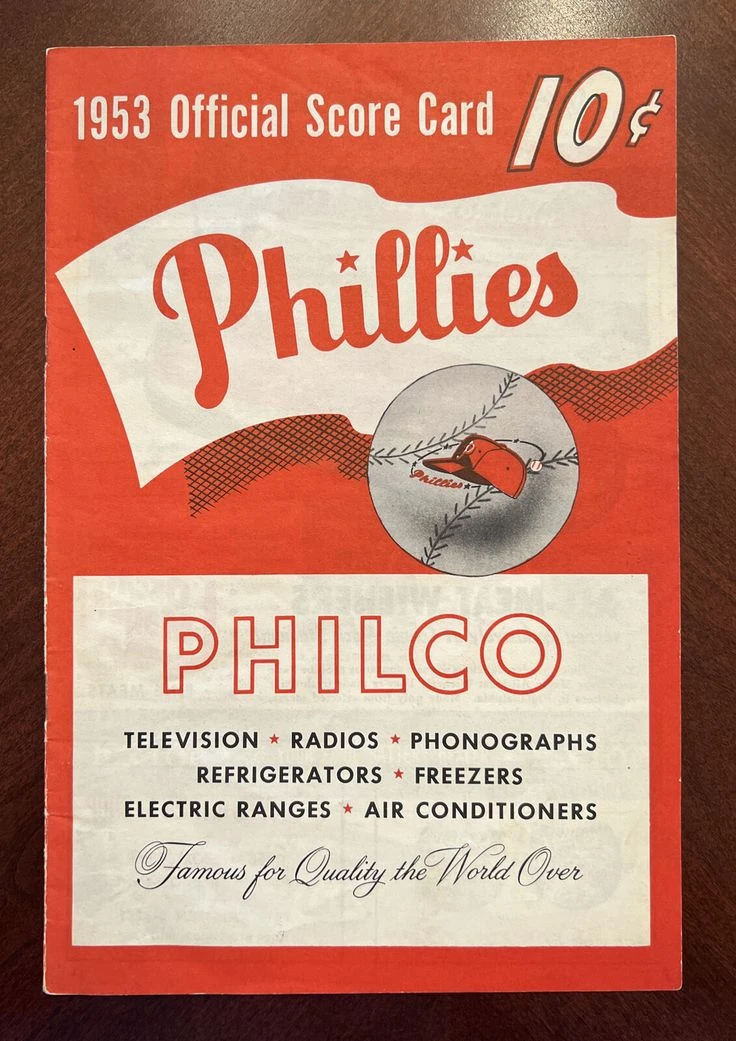 1953 Official Score Card 10¢
Phillies
Phillies
PHILCO
TELEVISION ★ RADIOS ★ PHONOGRAPHS
REFRIGERATORS ★ FREEZERS
ELECTRIC RANGES ★ AIR CONDITIONERS
Famous for Quality the World Over